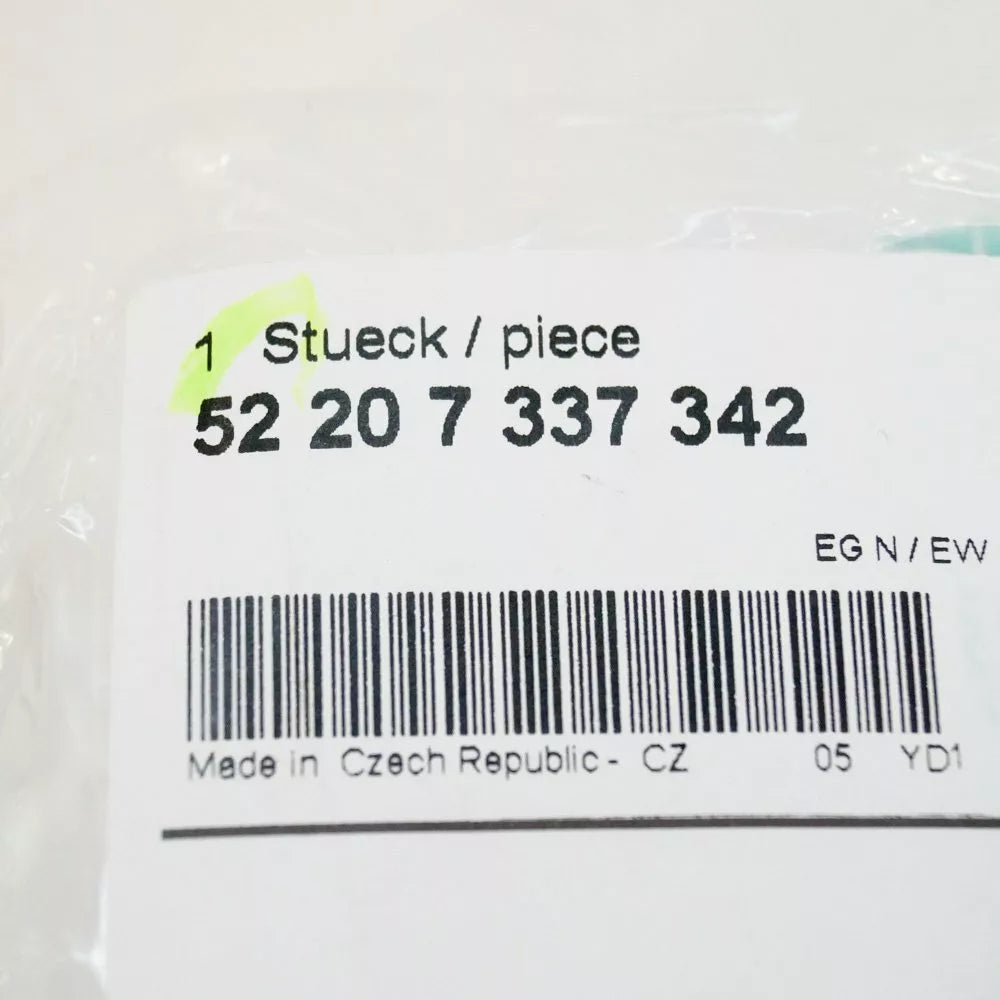 1 Stueck / piece
52 20 7 337 342
EG N / EW
Made in Czech Republic - CZ 05 YD1